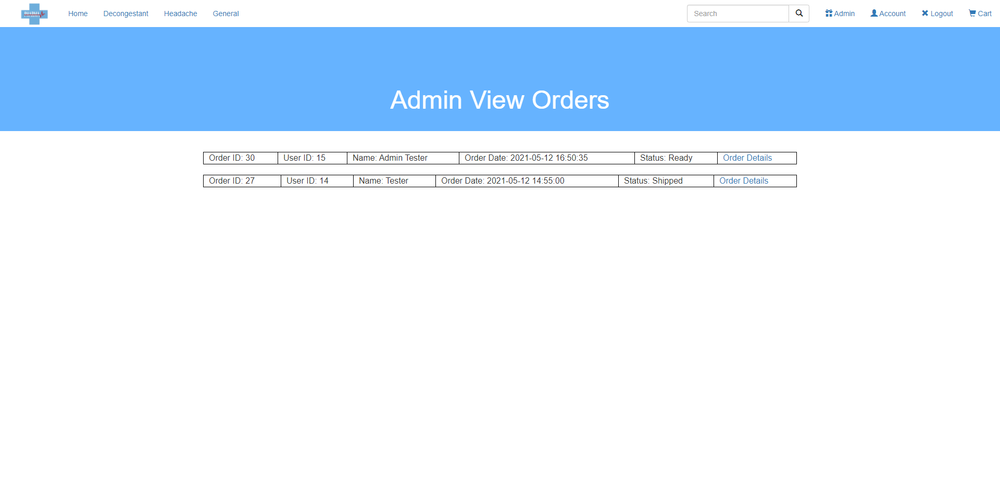 Home Decongestant Headache General Search Admin Account Logout Cart
Admin View Orders
Order ID: 30 User ID: 15 Name: Admin Tester Order Date: 2021-05-12 16:50:35 Status: Ready Order Details
Order ID: 27 User ID: 14 Name: Tester Order Date: 2021-05-12 14:55:00 Status: Shipped Order Details